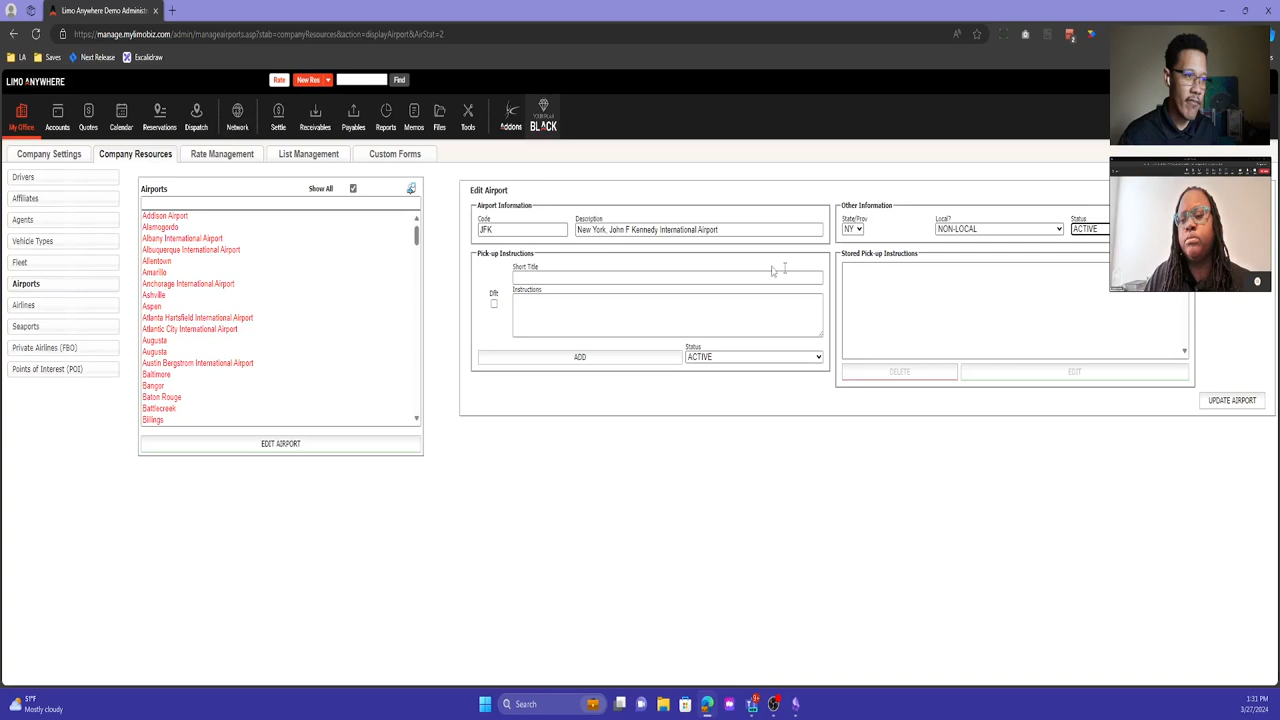 Limo Anywhere Demo Administr
https://manage.mylimobiz.com/admin/manageairports.asp?stab=companyResources&action=displayAirport&AirStat=2
LA
Saves
Next Release
Excalidraw
LIMO ANYWHERE
Rate
New Res
Find
My Office
Accounts
Quotes
Calendar
Reservations
Dispatch
Network
Settle
Receivables
Payables
Reports
Memos
Files
Tools
Addons
BLACK
Company Settings
Company Resources
Rate Management
List Management
Custom Forms
Drivers
Affiliates
Agents
Vehicle Types
Fleet
Airports
Airlines
Seaports
Private Airlines (FBO)
Points of Interest (POI)
Airports
Show All
Addison Airport
Alamogordo
Albany International Airport
Albuquerque International Airport
Allentown
Amarillo
Anchorage International Airport
Ashville
Aspen
Atlanta Hartsfield International Airport
Atlantic City International Airport
Augusta
Augusta
Austin Bergstrom International Airport
Baltimore
Bangor
Baton Rouge
Battlecreek
Billings
EDIT AIRPORT
Edit Airport
Airport Information
Code
Description
JFK
New York, John F Kennedy International Airport
Pick-up Instructions
Short Title
Dflt
Instructions
Status
ADD
ACTIVE
Other Information
State/Prov
Local?
Status
NY
NON-LOCAL
ACTIVE
Stored Pick-up Instructions
DELETE
EDIT
UPDATE AIRPORT
51°F
Mostly cloudy
Search
1:31 PM
3/27/2024